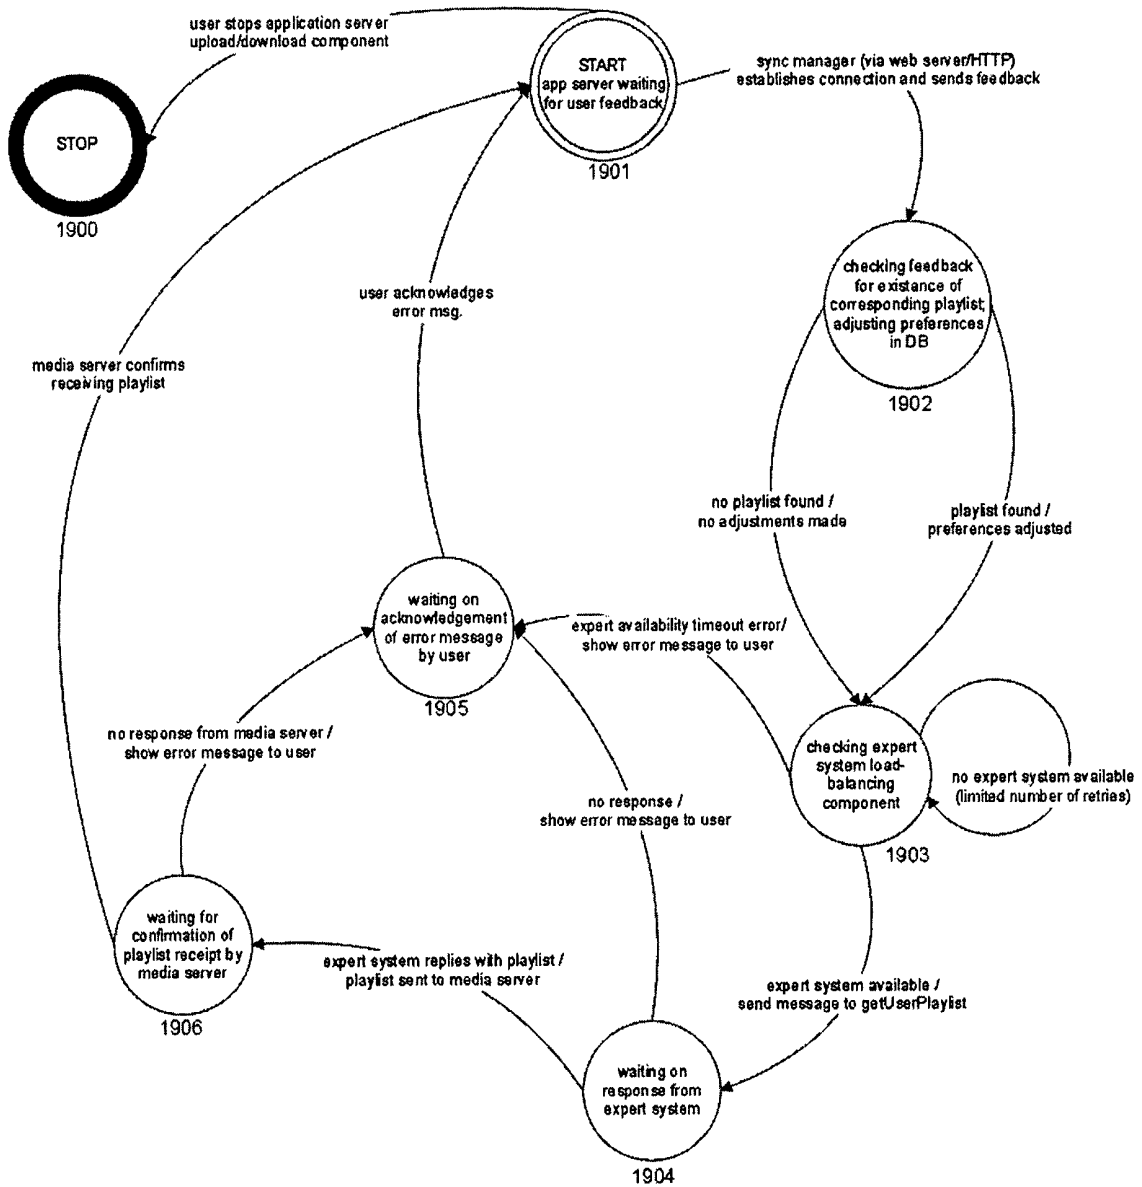 user stops application server
upload/download component
START
app server waiting
for user feedback
1901
sync manager (via web server/HTTP)
establishes connection and sends feedback
STOP
1900
checking feedback
for existance of
corresponding playlist;
adjusting preferences
in DB
1902
user acknowledges
error msg.
media server confirms
receiving playlist
no playlist found /
no adjustments made
playlist found /
preferences adjusted
waiting on
acknowledgement
of error message
by user
1905
expert availability timeout error/
show error message to user
checking expert
system load-
balancing
component
1903
no expert system available
(limited number of retries)
no response from media server /
show error message to user
no response /
show error message to user
waiting for
confirmation of
playlist receipt by
media server
1906
expert system replies with playlist /
playlist sent to media server
expert system available /
send message to getUserPlaylist
waiting on
response from
expert system
1904